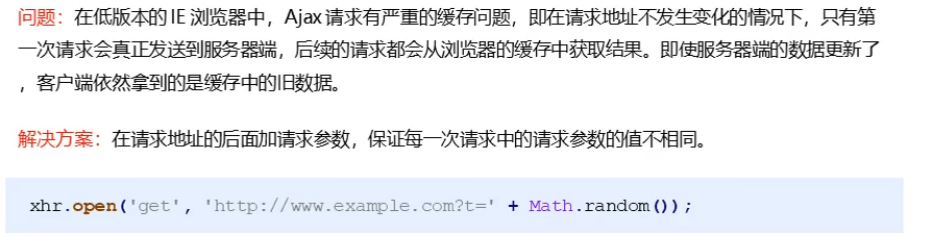 问题：在低版本的 IE 浏览器中，Ajax 请求有严重的缓存问题，即在请求地址不发生变化的情况下，只有第
一次请求会真正发送到服务器端，后续的请求都会从浏览器的缓存中获取结果。即使服务器端的数据更新了
，客户端依然拿到的是缓存中的旧数据。
解决方案：在请求地址的后面加请求参数，保证每一次请求中的请求参数的值不相同。
xhr.open('get', 'http://www.example.com?t=' + Math.random());